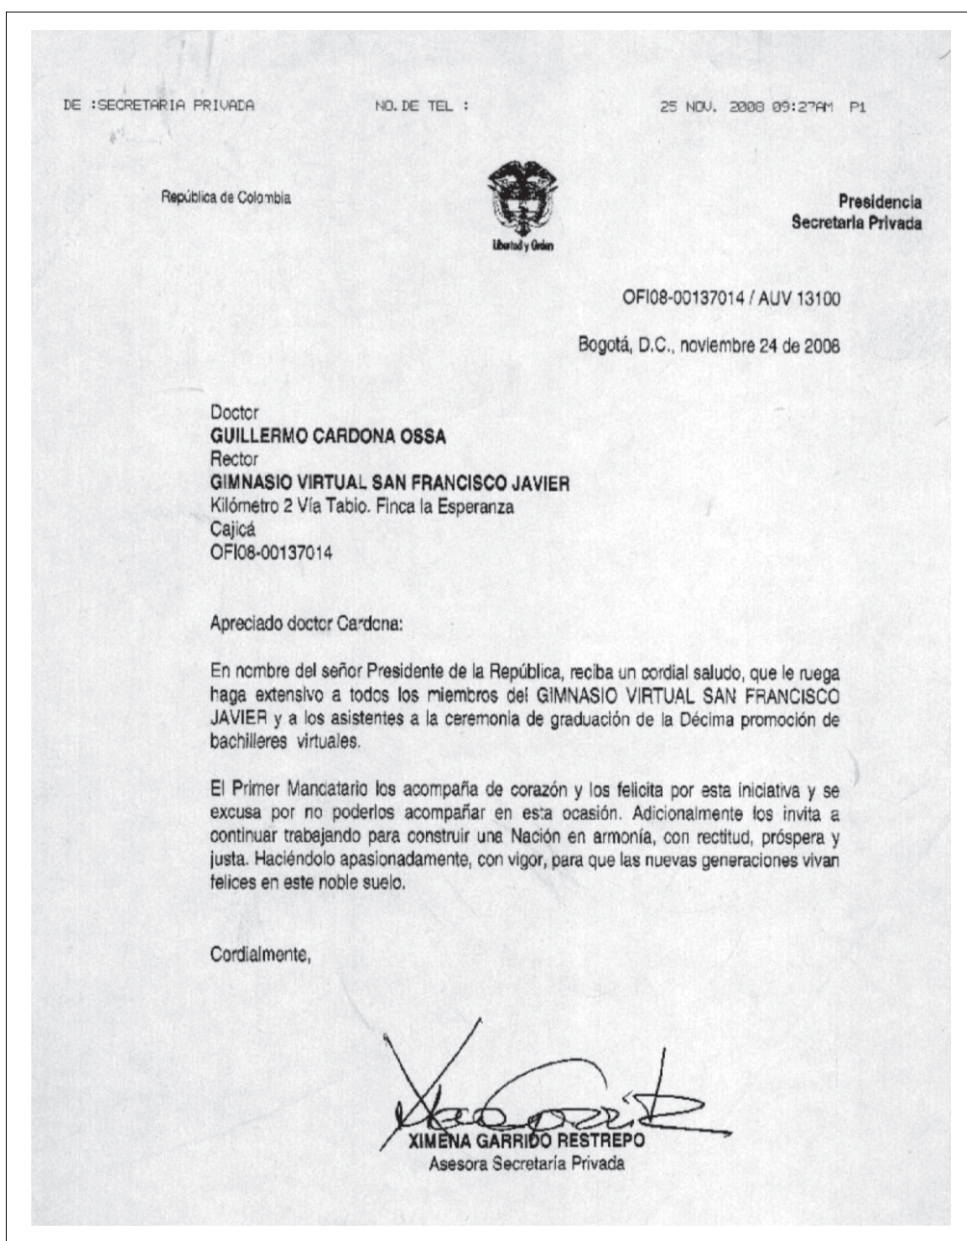 DE :SECRETARIA PRIVADA NO.DE TEL : 25 NOV. 2008 09:27AM P1
República de Colombia
Libertad y Orden
Presidencia
Secretaría Privada
OFI08-00137014 / AUV 13100
Bogotá, D.C., noviembre 24 de 2008
Doctor
GUILLERMO CARDONA OSSA
Rector
GIMNASIO VIRTUAL SAN FRANCISCO JAVIER
Kilómetro 2 Vía Tabio. Finca la Esperanza
Cajicá
OFI08-00137014
Apreciado doctor Cardona:
En nombre del señor Presidente de la República, reciba un cordial saludo, que le ruega
haga extensivo a todos los miembros del GIMNASIO VIRTUAL SAN FRANCISCO
JAVIER y a los asistentes a la ceremonia de graduación de la Décima promoción de
bachilleres virtuales.
El Primer Mandatario los acompaña de corazón y los felicita por esta iniciativa y se
excusa por no poderlos acompañar en esta ocasión. Adicionalmente los invita a
continuar trabajando para construir una Nación en armonía, con rectitud, próspera y
justa. Haciéndolo apasionadamente, con vigor, para que las nuevas generaciones vivan
felices en este noble suelo.
Cordialmente,
XIMENA GARRIDO RESTREPO
Asesora Secretaría Privada